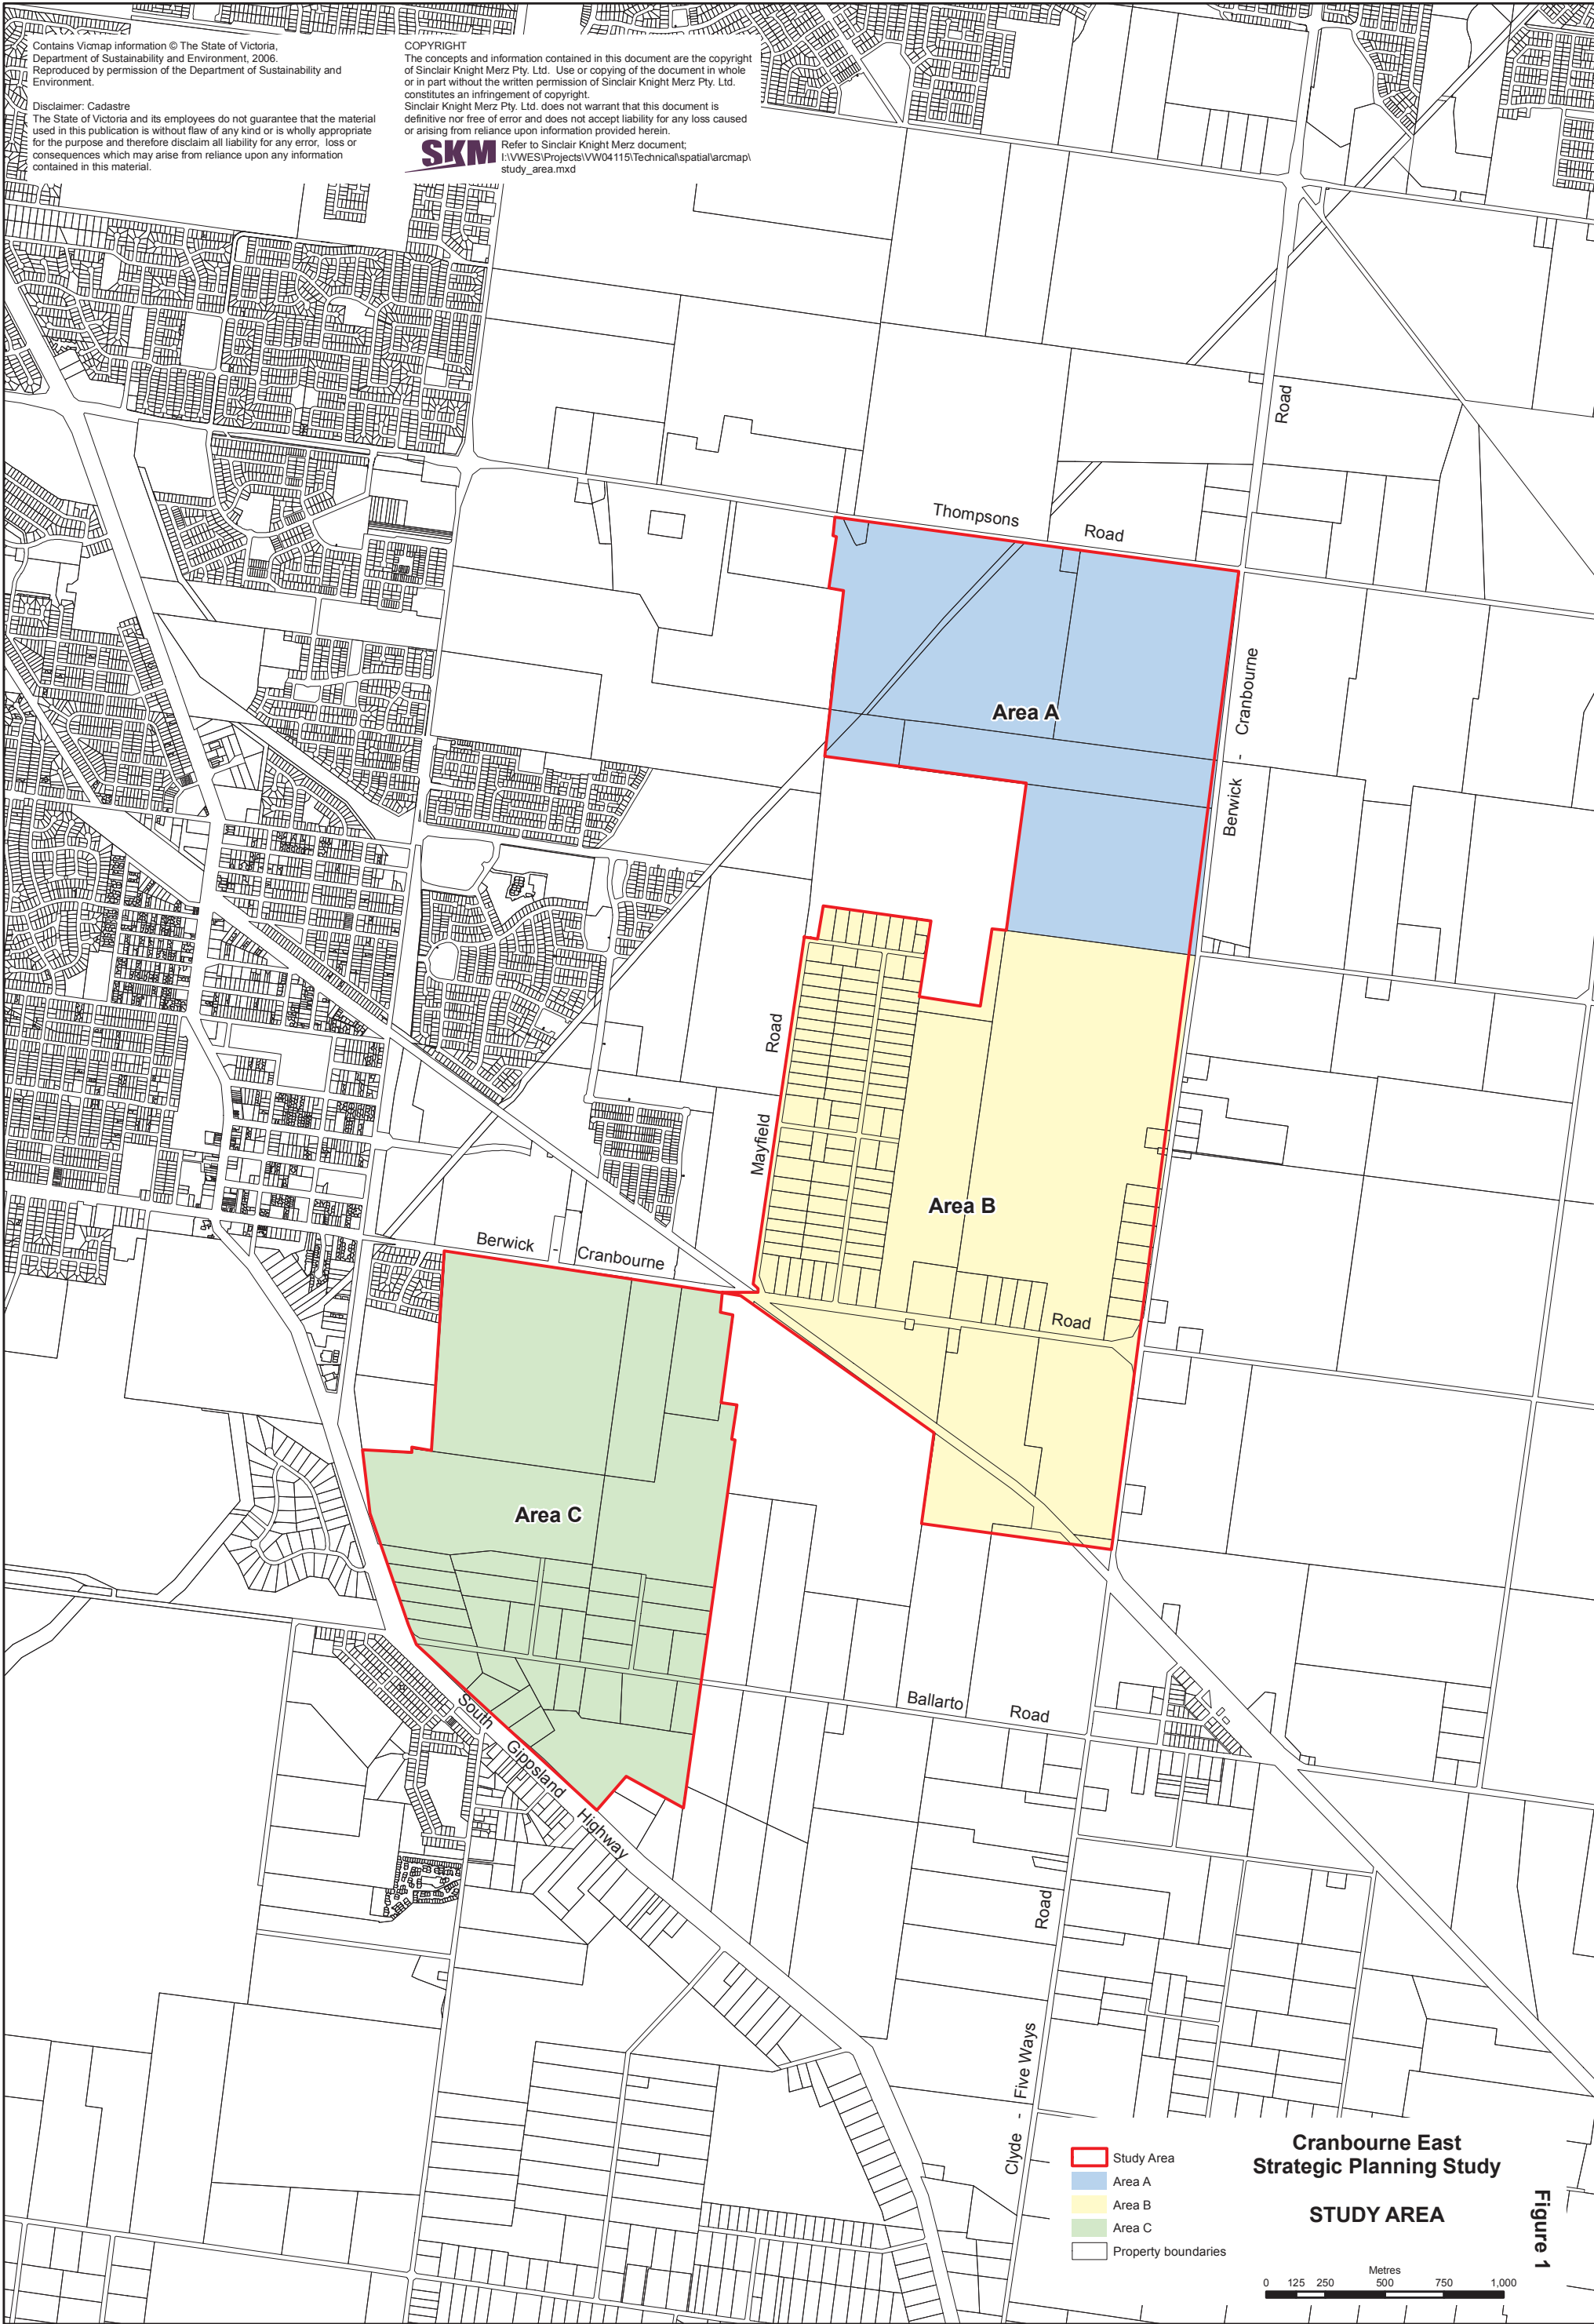 Contains Vicmap information © The State of Victoria,
Department of Sustainability and Environment, 2006.
Reproduced by permission of the Department of Sustainability and
Environment.
Disclaimer: Cadastre
The State of Victoria and its employees do not guarantee that the material
used in this publication is without flaw of any kind or is wholly appropriate
for the purpose and therefore disclaim all liability for any error, loss or
consequences which may arise from reliance upon any information
contained in this material.
COPYRIGHT
The concepts and information contained in this document are the copyright
of Sinclair Knight Merz Pty. Ltd. Use or copying of the document in whole
or in part without the written permission of Sinclair Knight Merz Pty. Ltd.
constitutes an infringement of copyright.
Sinclair Knight Merz Pty. Ltd. does not warrant that this document is
definitive nor free of error and does not accept liability for any loss caused
or arising from reliance upon information provided herein.
SKM
Refer to Sinclair Knight Merz document;
I:\VWES\Projects\VW04115\Technical\spatial\arcmap\
study_area.mxd
Road
Thompsons Road
Area A
Berwick - Cranbourne
Mayfield Road
Area B
Berwick - Cranbourne
Road
Area C
South Gippsland Highway
Ballarto Road
Clyde - Five Ways Road
Study Area
Area A
Area B
Area C
Property boundaries
Cranbourne East
Strategic Planning Study
STUDY AREA
Figure 1
Metres
0 125 250 500 750 1,000